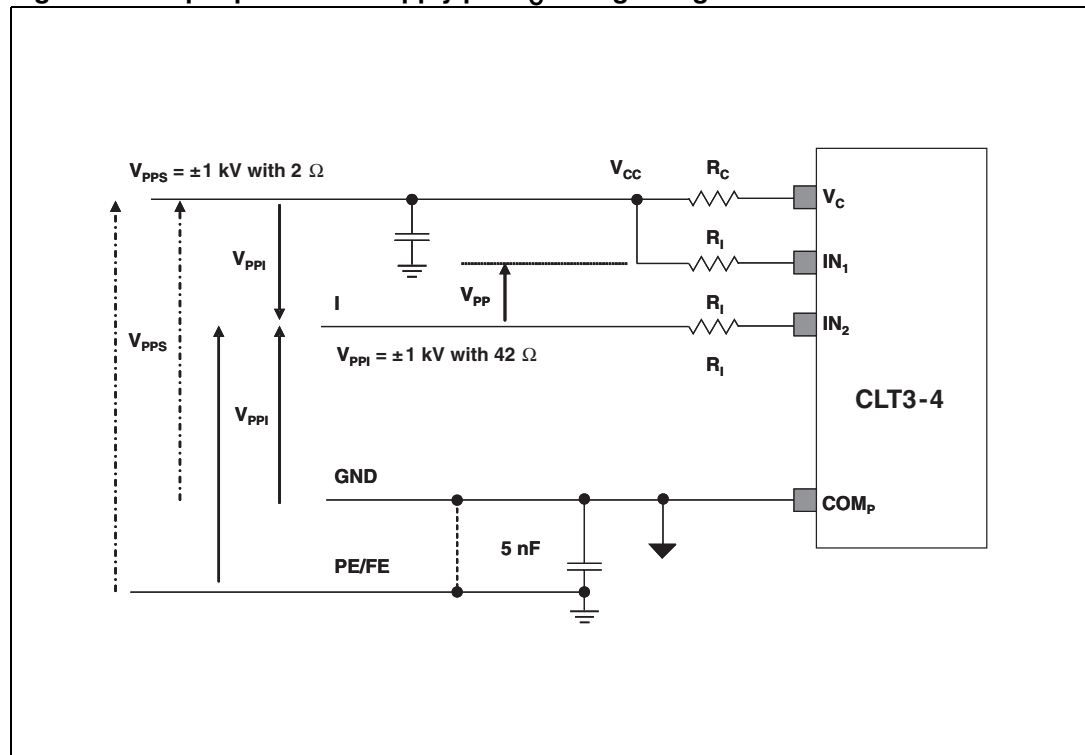 V_PPS = ±1 kV with 2 Ω
V_CC
R_C
V_C
V_PPI
R_I
IN_1
V_PP
I
R_I
IN_2
V_PPS
V_PPI = ±1 kV with 42 Ω
R_I
CLT3-4
V_PPI
GND
COM_P
5 nF
PE/FE